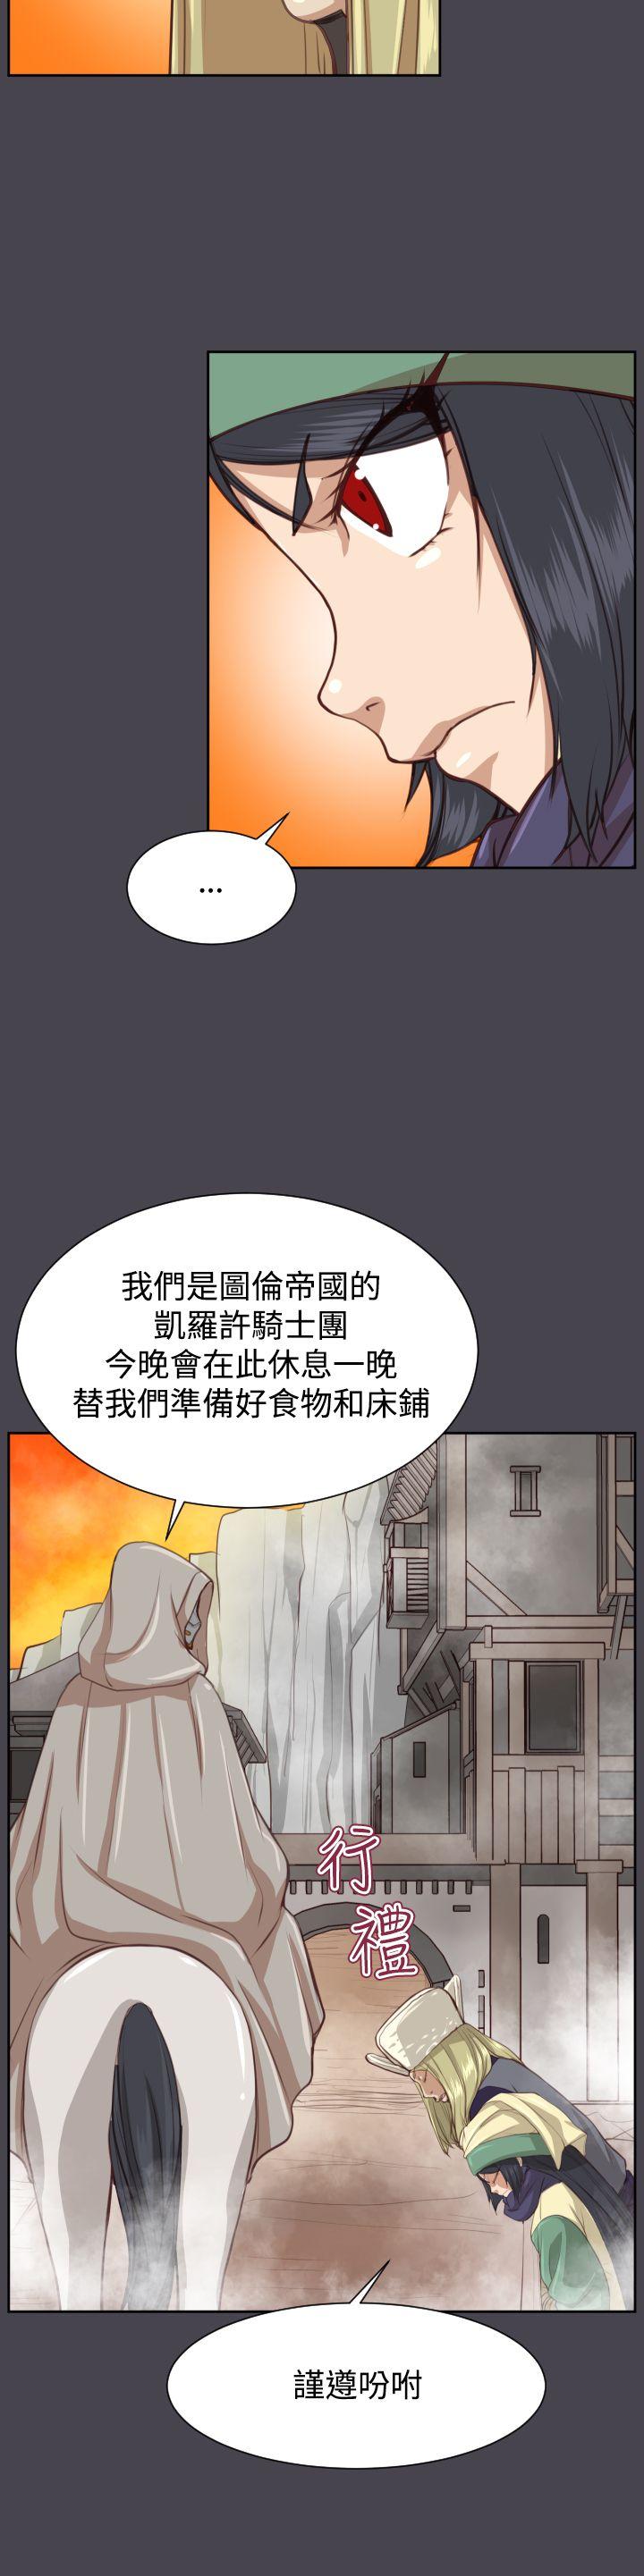 ...
我們是圖倫帝國的
凱羅許騎士團
今晚會在此休息一晚
替我們準備好食物和床鋪
行
禮
謹遵吩咐